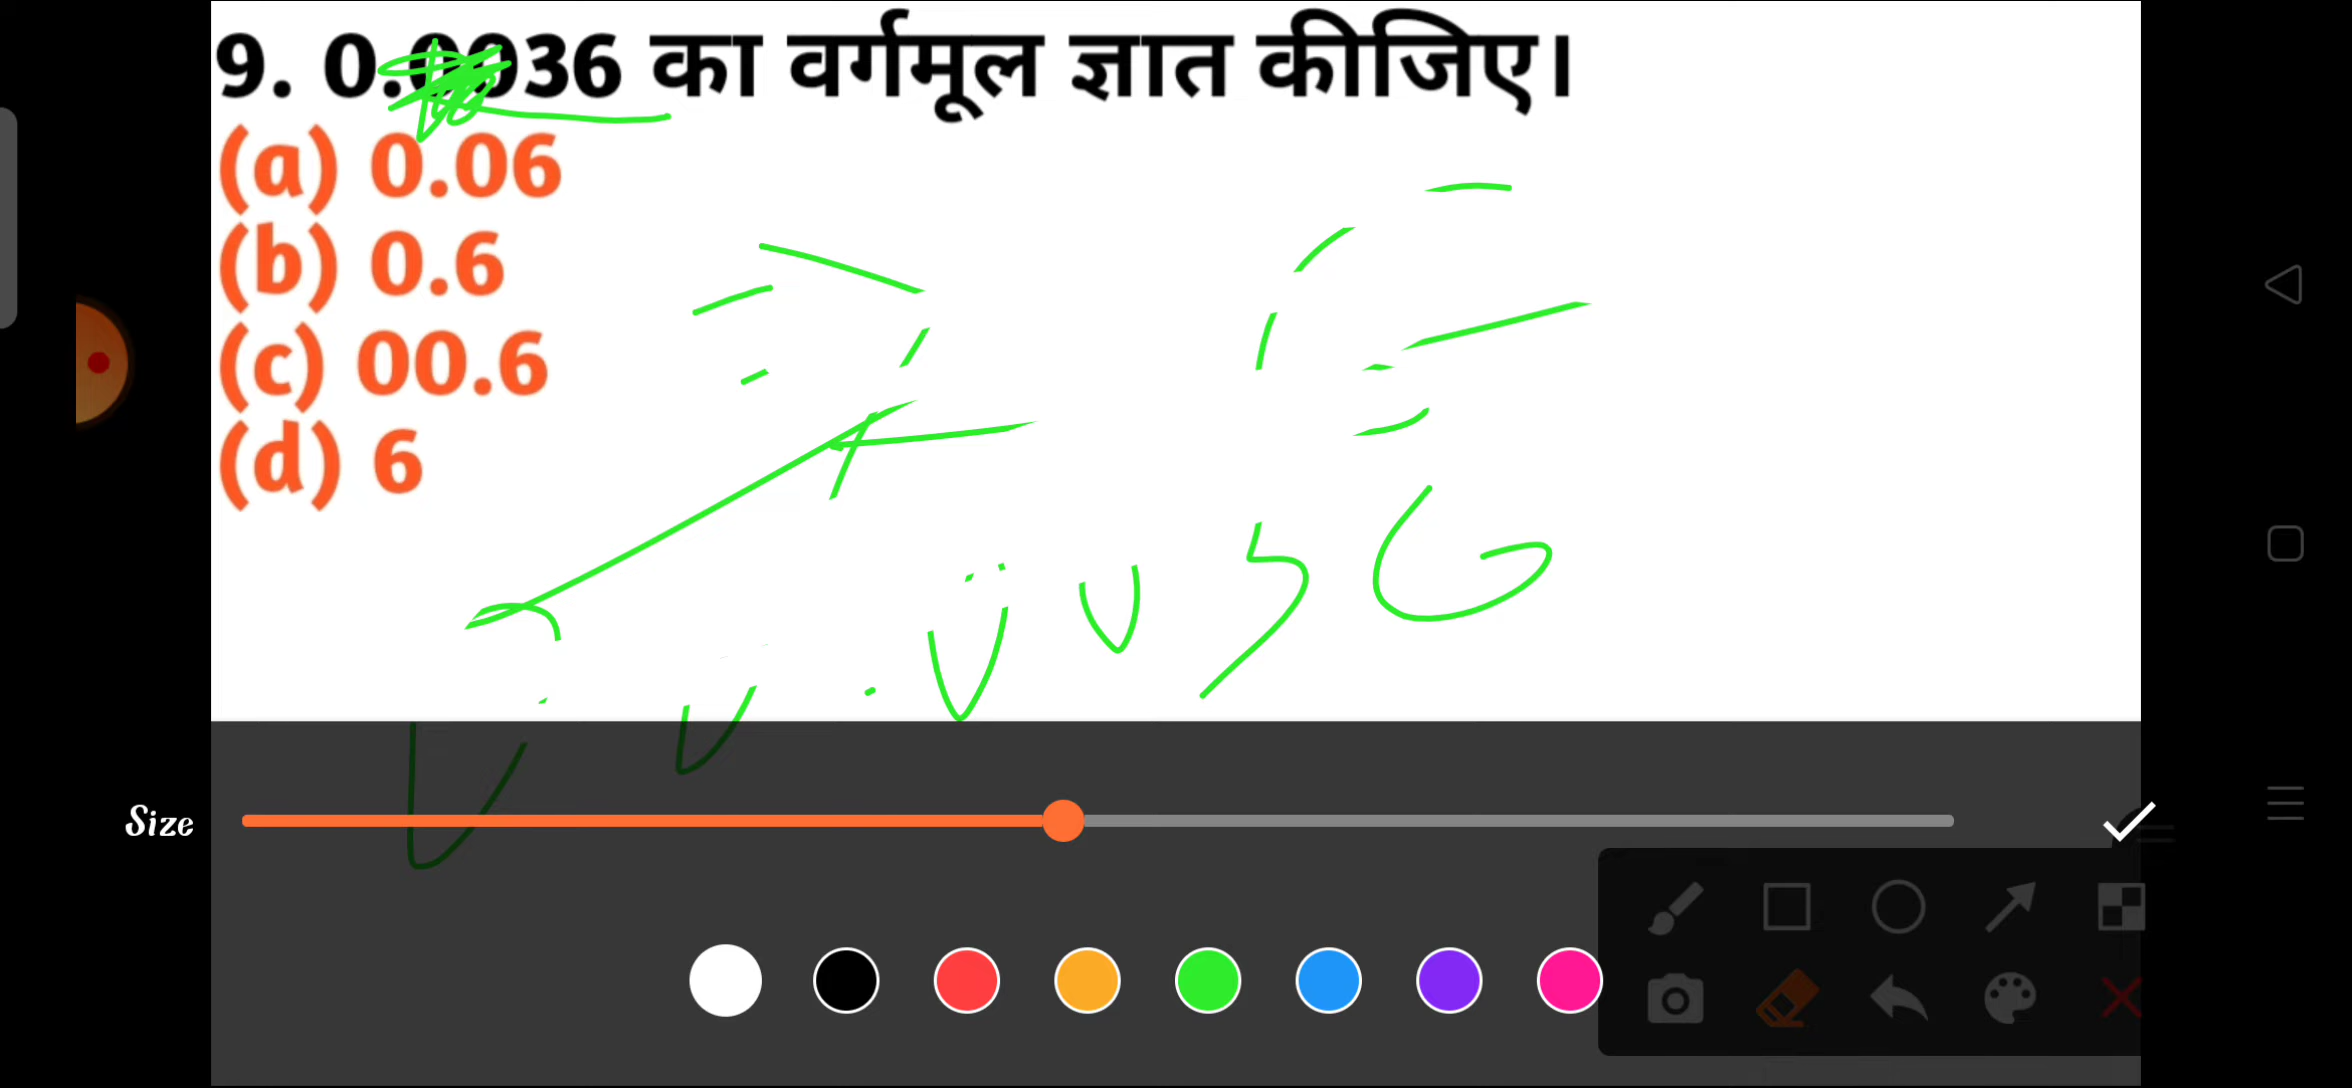 9. 0.0036 का वर्गमूल ज्ञात कीजिए।
(a) 0.06
(b) 0.6
(c) 00.6
(d) 6
Size